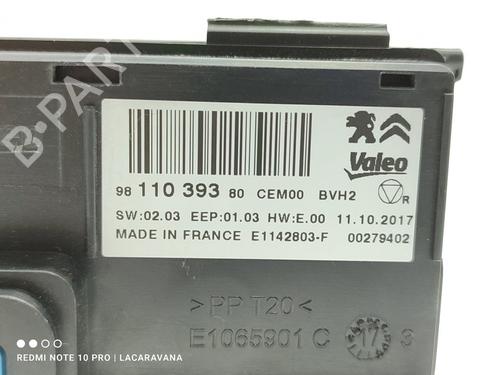 B-PARTS
Valeo
98 110 393 80 CEM00 BVH2 R
SW:02.03 EEP:01.03 HW:E.00 11.10.2017
MADE IN FRANCE E1142803-F 00279402
>PP T20<
E1065901 C 17 3
REDMI NOTE 10 PRO | LACARAVANA